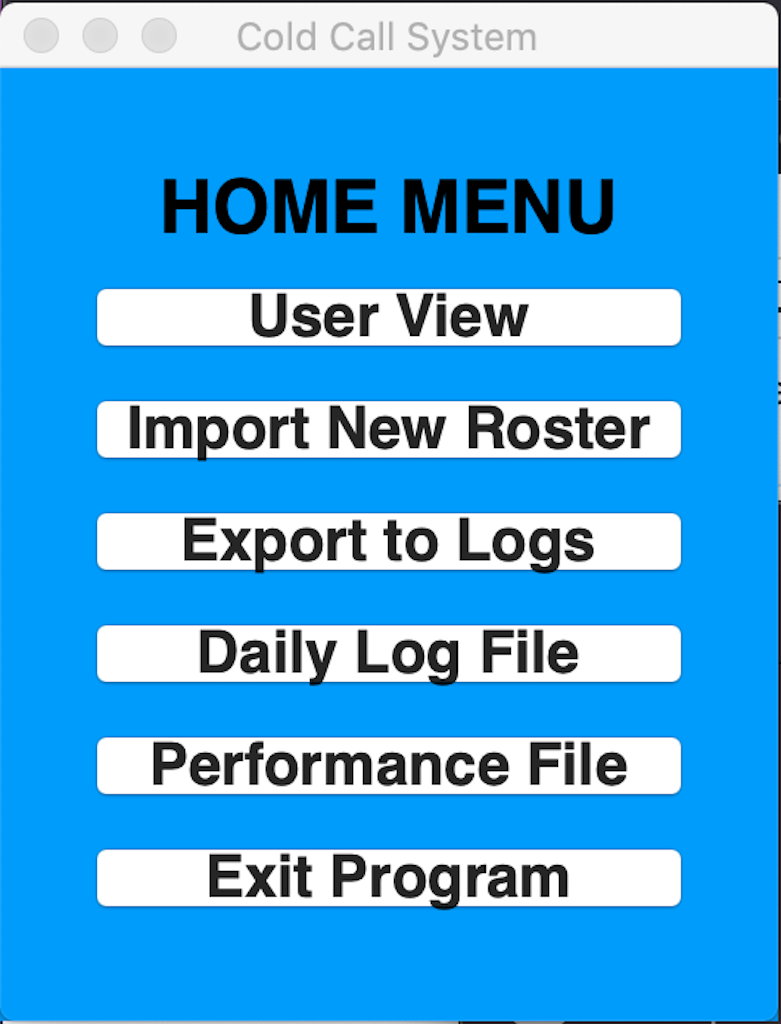 Cold Call System
HOME MENU
User View
Import New Roster
Export to Logs
Daily Log File
Performance File
Exit Program